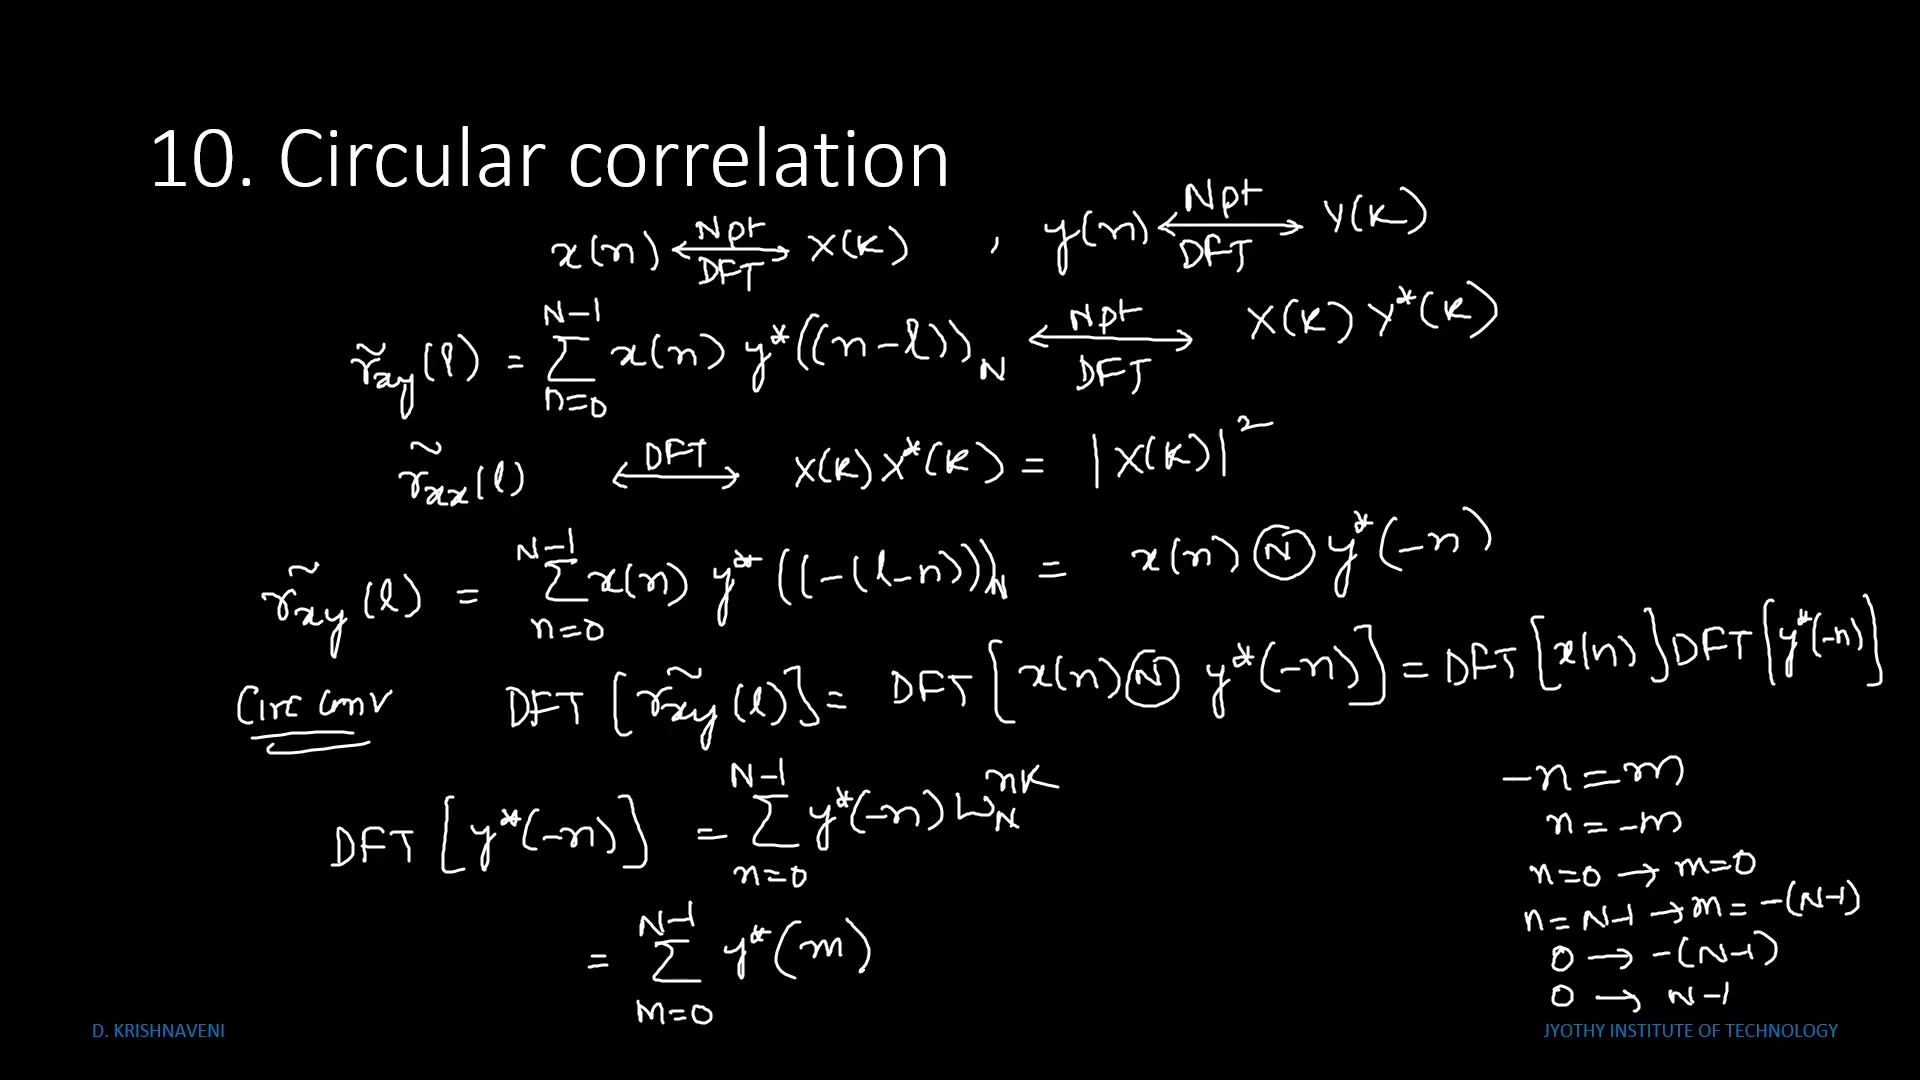 10. Circular correlation
x(n) ⟷ X(K) , y(n) ⟷ Y(K)
Npt DFT Npt DFT
r̃xy(l) = Σ_{n=0}^{N-1} x(n) y*((n-l))_N ⟷ X(K) Y*(K)
Npt DFT
r̃xx(l) ⟷ X(K) X*(K) = |X(K)|²
DFT
r̃xy(l) = Σ_{n=0}^{N-1} x(n) y*((-(l-n)))_N = x(n) Ⓝ y*(-n)
Circ conv DFT [r̃xy(l)] = DFT [x(n) Ⓝ y*(-n)] = DFT [x(n)] DFT [y*(-n)]
DFT [y*(-n)] = Σ_{n=0}^{N-1} y*(-n) W_N^{nK}
= Σ_{m=0}^{N-1} y*(m)
-n = m
n = -m
n=0 → m=0
n = N-1 → m = -(N-1)
0 → -(N-1)
0 → N-1
D. KRISHNAVENI
JYOTHY INSTITUTE OF TECHNOLOGY